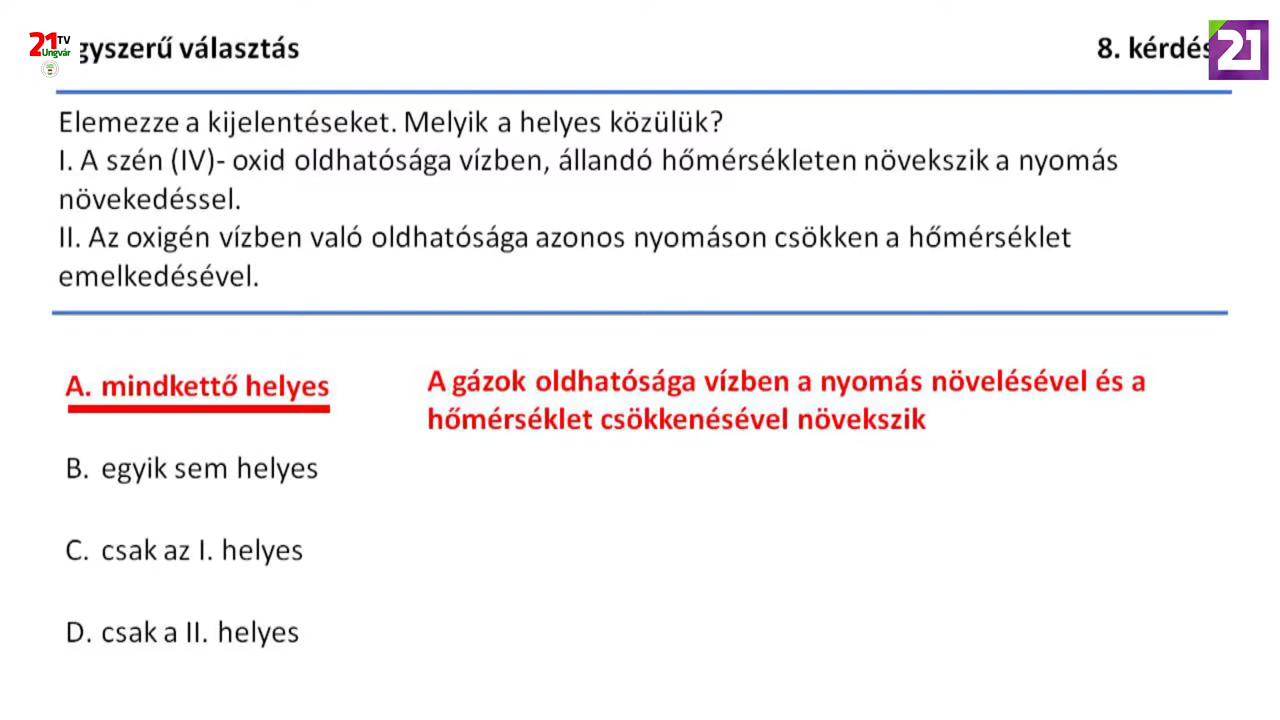 21 TV
Ungvár
gyszerű választás
8. kérdés
21
Elemezze a kijelentéseket. Melyik a helyes közülük?
I. A szén (IV)- oxid oldhatósága vízben, állandó hőmérsékleten növekszik a nyomás
növekedéssel.
II. Az oxigén vízben való oldhatósága azonos nyomáson csökken a hőmérséklet
emelkedésével.
A. mindkettő helyes
A gázok oldhatósága vízben a nyomás növelésével és a
hőmérséklet csökkenésével növekszik
B. egyik sem helyes
C. csak az I. helyes
D. csak a II. helyes